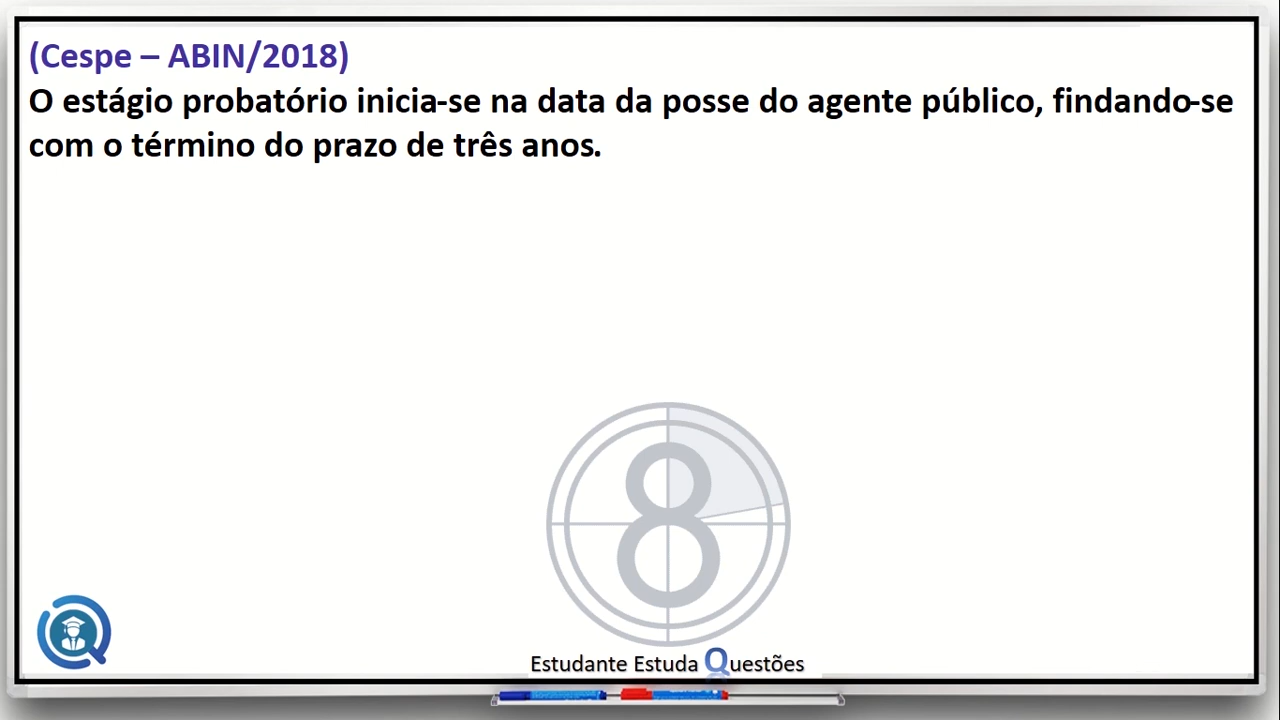 (Cespe – ABIN/2018)
O estágio probatório inicia-se na data da posse do agente público, findando-se
com o término do prazo de três anos.
8
Estudante Estuda Questões